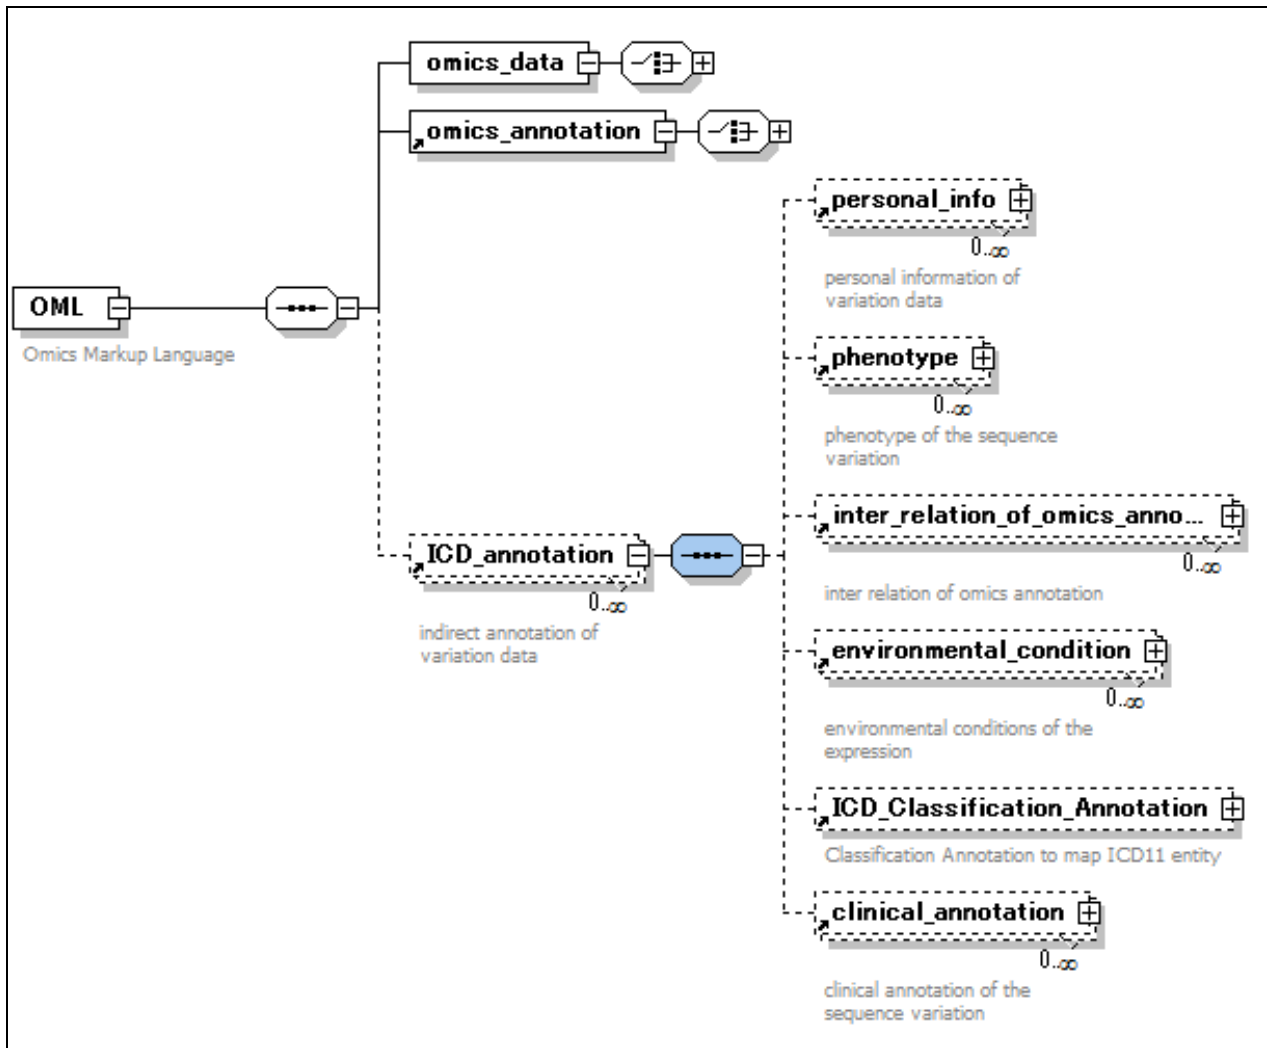 omics_data
omics_annotation
personal_info
0..∞
personal information of
variation data
OML
Omics Markup Language
phenotype
0..∞
phenotype of the sequence
variation
inter_relation_of_omics_anno...
0..∞
inter relation of omics annotation
ICD_annotation
0..∞
indirect annotation of
variation data
environmental_condition
0..∞
environmental conditions of the
expression
ICD_Classification_Annotation
Classification Annotation to map ICD11 entity
clinical_annotation
0..∞
clinical annotation of the
sequence variation